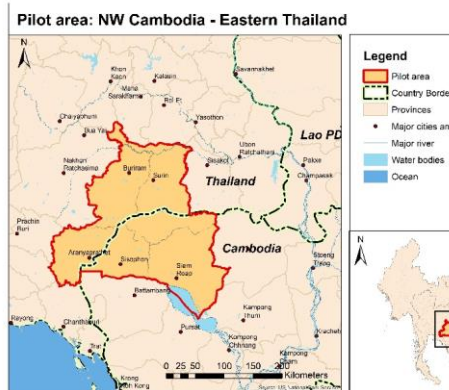 Pilot area: NW Cambodia - Eastern Thailand
N
Savannakhet
Khon Kaen
Kalasin
Maha Sarakham
Roi Et
Chaiyaphum
Yasothon
Bua Yai
Lao PD
Nakhon Ratchasima
Buriram
Surin
Sisaket
Ubon Ratchathani
Pakse
Champasak
Thailand
Prachin Buri
Aranyaprathet
Sisophon
Siem Reap
Cambodia
Stoeng Treng
Battambang
Kampong Thum
Rayong
Chanthaburi
Pursat
Kampong Chhnang
Kracheh
Trat
Kampong Cham
0 25 50 100 150 200
Kilometers
Legend
Pilot area
Country Borde
Provinces
Major cities an
Major river
Water bodies
Ocean
N